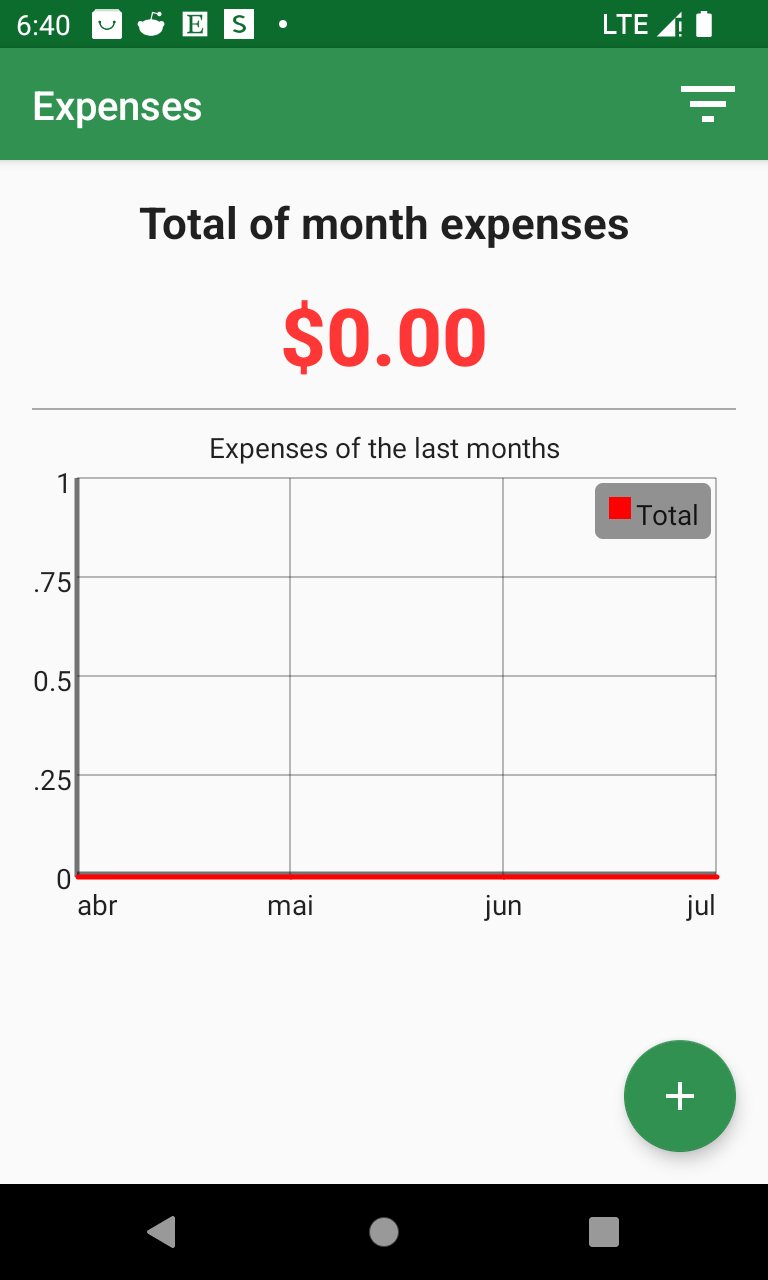 6:40 E S LTE
Expenses
Total of month expenses
$0.00
Expenses of the last months
Total
1
.75
0.5
.25
0
abr mai jun jul